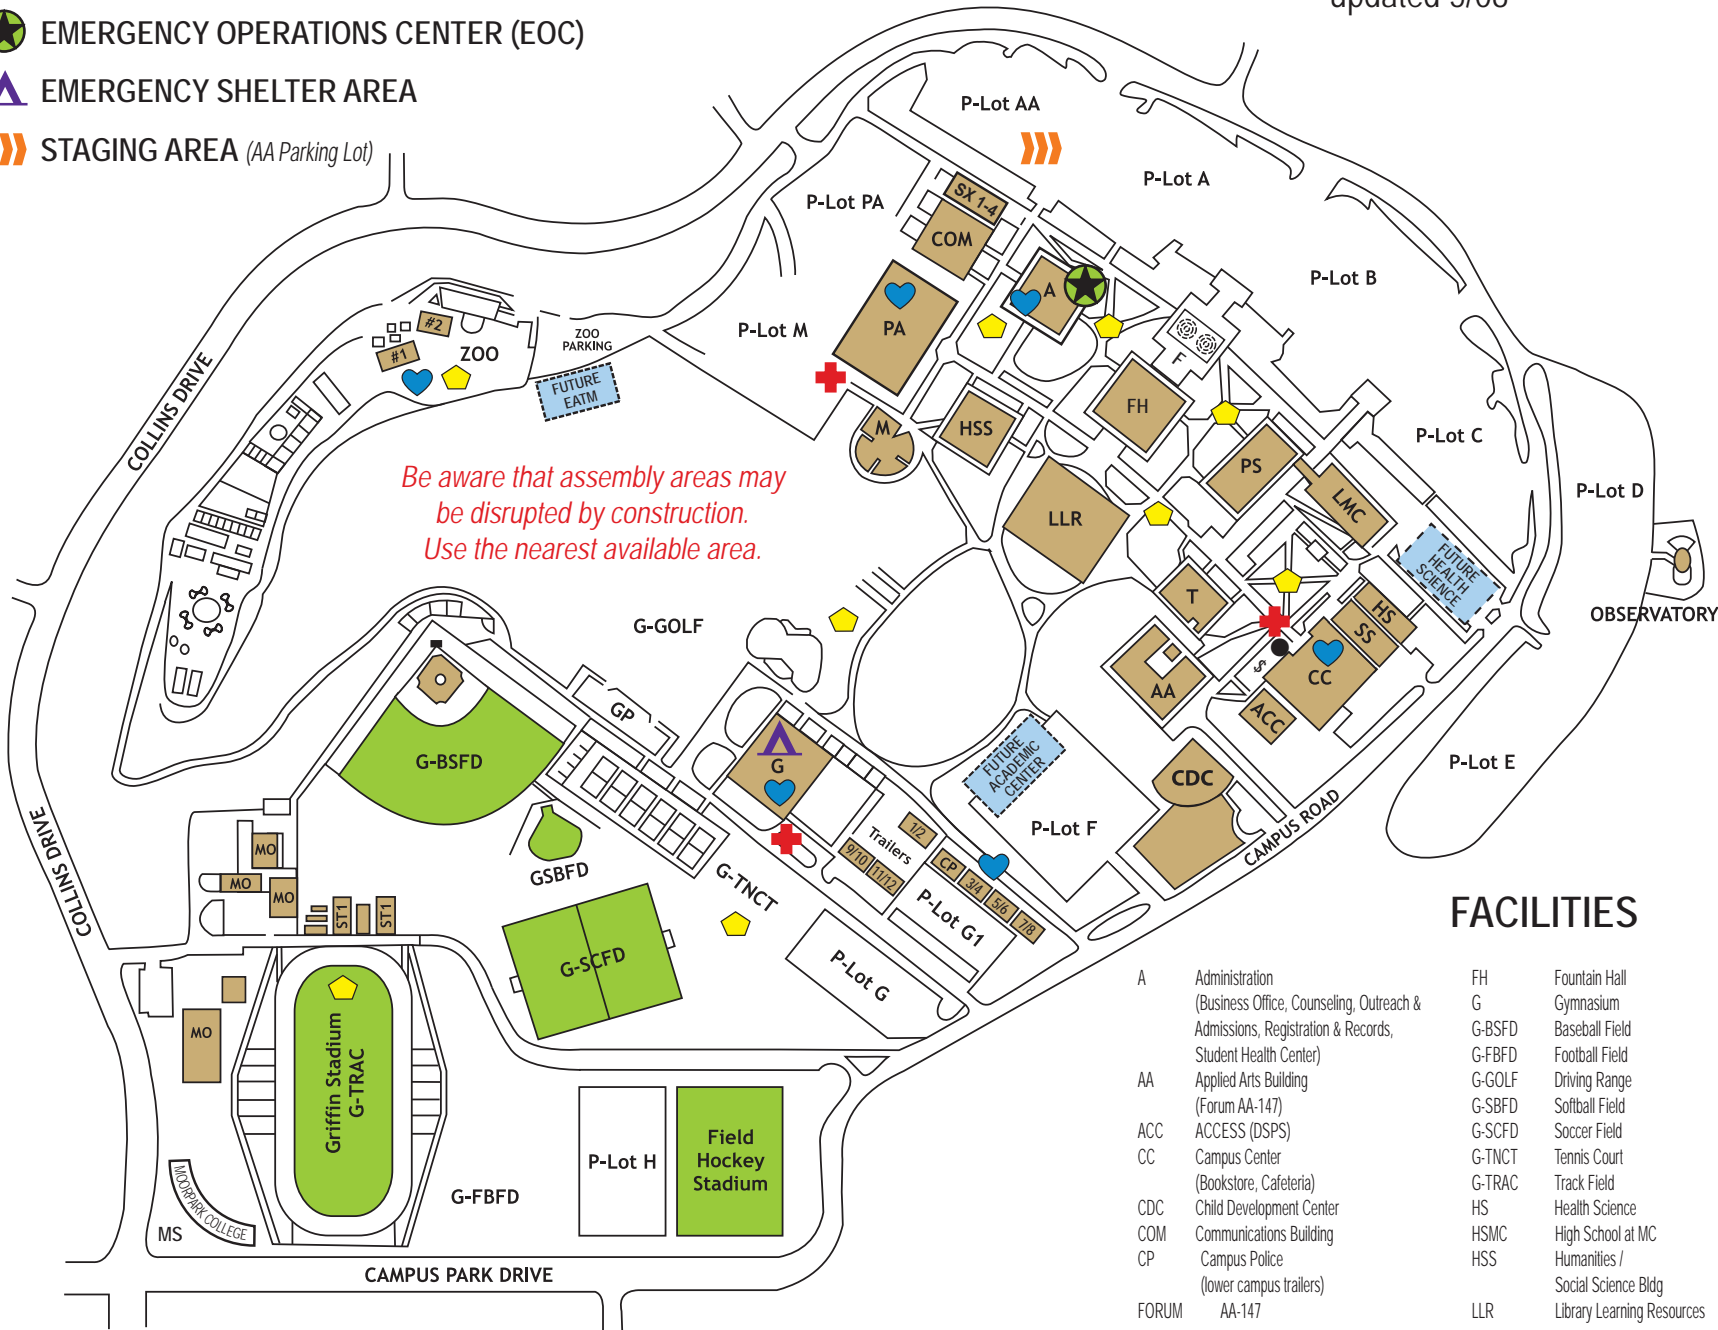 updated 5/08
EMERGENCY OPERATIONS CENTER (EOC)
EMERGENCY SHELTER AREA
STAGING AREA (AA Parking Lot)
P-Lot AA
P-Lot A
P-Lot PA
SX 1-4
COM
P-Lot B
A
PA
P-Lot M
F
#2
#1
ZOO
ZOO
PARKING
FUTURE
EATM
COLLINS DRIVE
FH
M
HSS
P-Lot C
PS
LMC
P-Lot D
Be aware that assembly areas may
be disrupted by construction.
Use the nearest available area.
LLR
FUTURE
HEALTH
SCIENCE
OBSERVATORY
T
HS
SS
G-GOLF
$
CC
AA
ACC
GP
G-BSFD
G
FUTURE
ACADEMIC
CENTER
CDC
P-Lot E
P-Lot F
CAMPUS ROAD
COLLINS DRIVE
MO
MO
MO
GSBFD
G-TNCT
Trailers
1/2
9/10
11/12
CP
3/4
5/6
7/8
P-Lot G1
ST1
ST1
G-SCFD
P-Lot G
MO
Griffin Stadium
G-TRAC
P-Lot H
Field
Hockey
Stadium
G-FBFD
MOORPARK COLLEGE
MS
CAMPUS PARK DRIVE
FACILITIES
A Administration
(Business Office, Counseling, Outreach &
Admissions, Registration & Records,
Student Health Center)
AA Applied Arts Building
(Forum AA-147)
ACC ACCESS (DSPS)
CC Campus Center
(Bookstore, Cafeteria)
CDC Child Development Center
COM Communications Building
CP Campus Police
(lower campus trailers)
FORUM AA-147
FH Fountain Hall
G Gymnasium
G-BSFD Baseball Field
G-FBFD Football Field
G-GOLF Driving Range
G-SBFD Softball Field
G-SCFD Soccer Field
G-TNCT Tennis Court
G-TRAC Track Field
HS Health Science
HSMC High School at MC
HSS Humanities /
Social Science Bldg
LLR Library Learning Resources